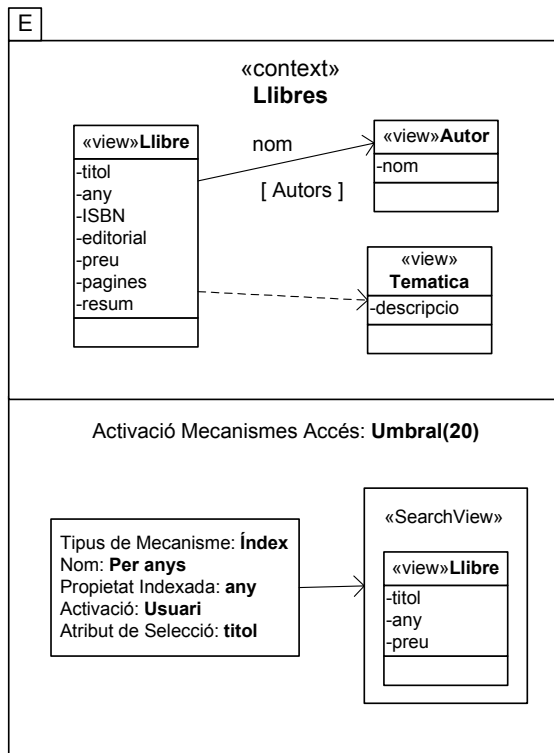 E
«context»
Llibres
«view»Llibre
-titol
-any
-ISBN
-editorial
-preu
-pagines
-resum
nom
[ Autors ]
«view»Autor
-nom
«view»
Tematica
-descripcio
Activació Mecanismes Accés: Umbral(20)
Tipus de Mecanisme: Índex
Nom: Per anys
Propietat Indexada: any
Activació: Usuari
Atribut de Selecció: titol
«SearchView»
«view»Llibre
-titol
-any
-preu